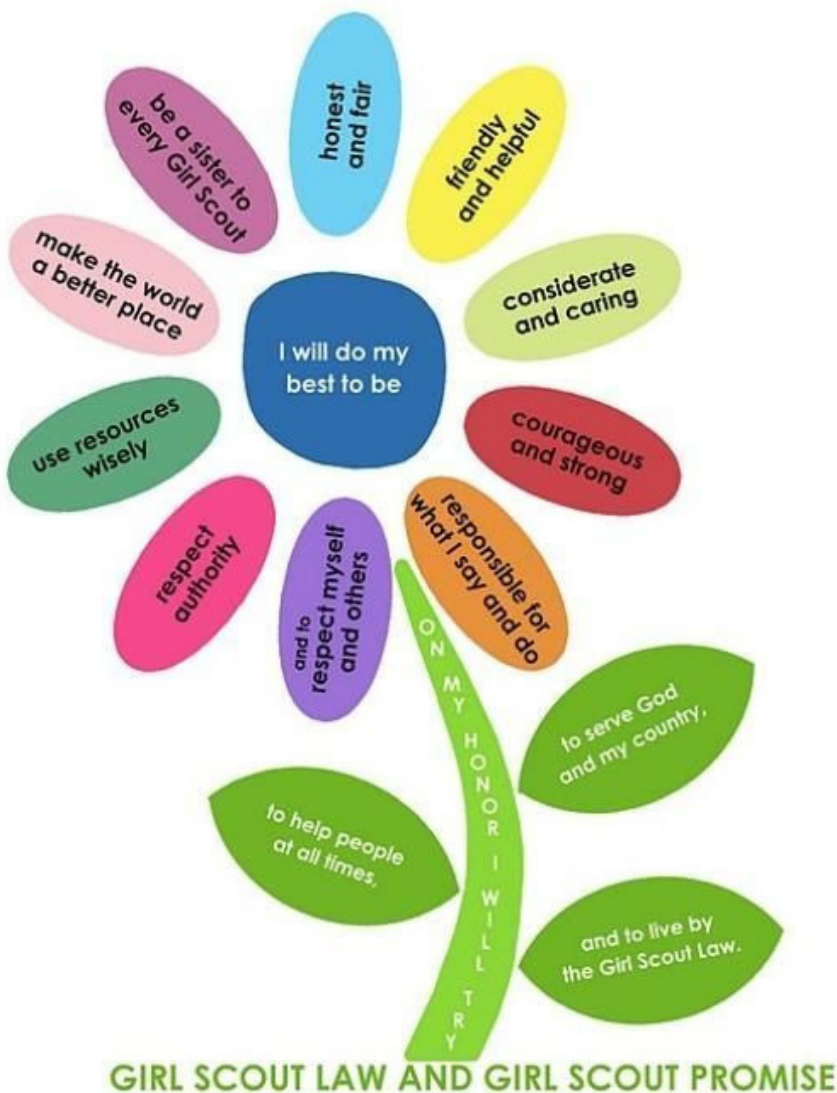 I will do my
best to be
honest
and fair
friendly
and helpful
considerate
and caring
courageous
and strong
responsible for
what I say and do
and to
respect myself
and others
respect
authority
use resources
wisely
make the world
a better place
be a sister to
every Girl Scout
ON MY HONOR I WILL TRY
to serve God
and my country,
to help people
at all times,
and to live by
the Girl Scout Law.
GIRL SCOUT LAW AND GIRL SCOUT PROMISE